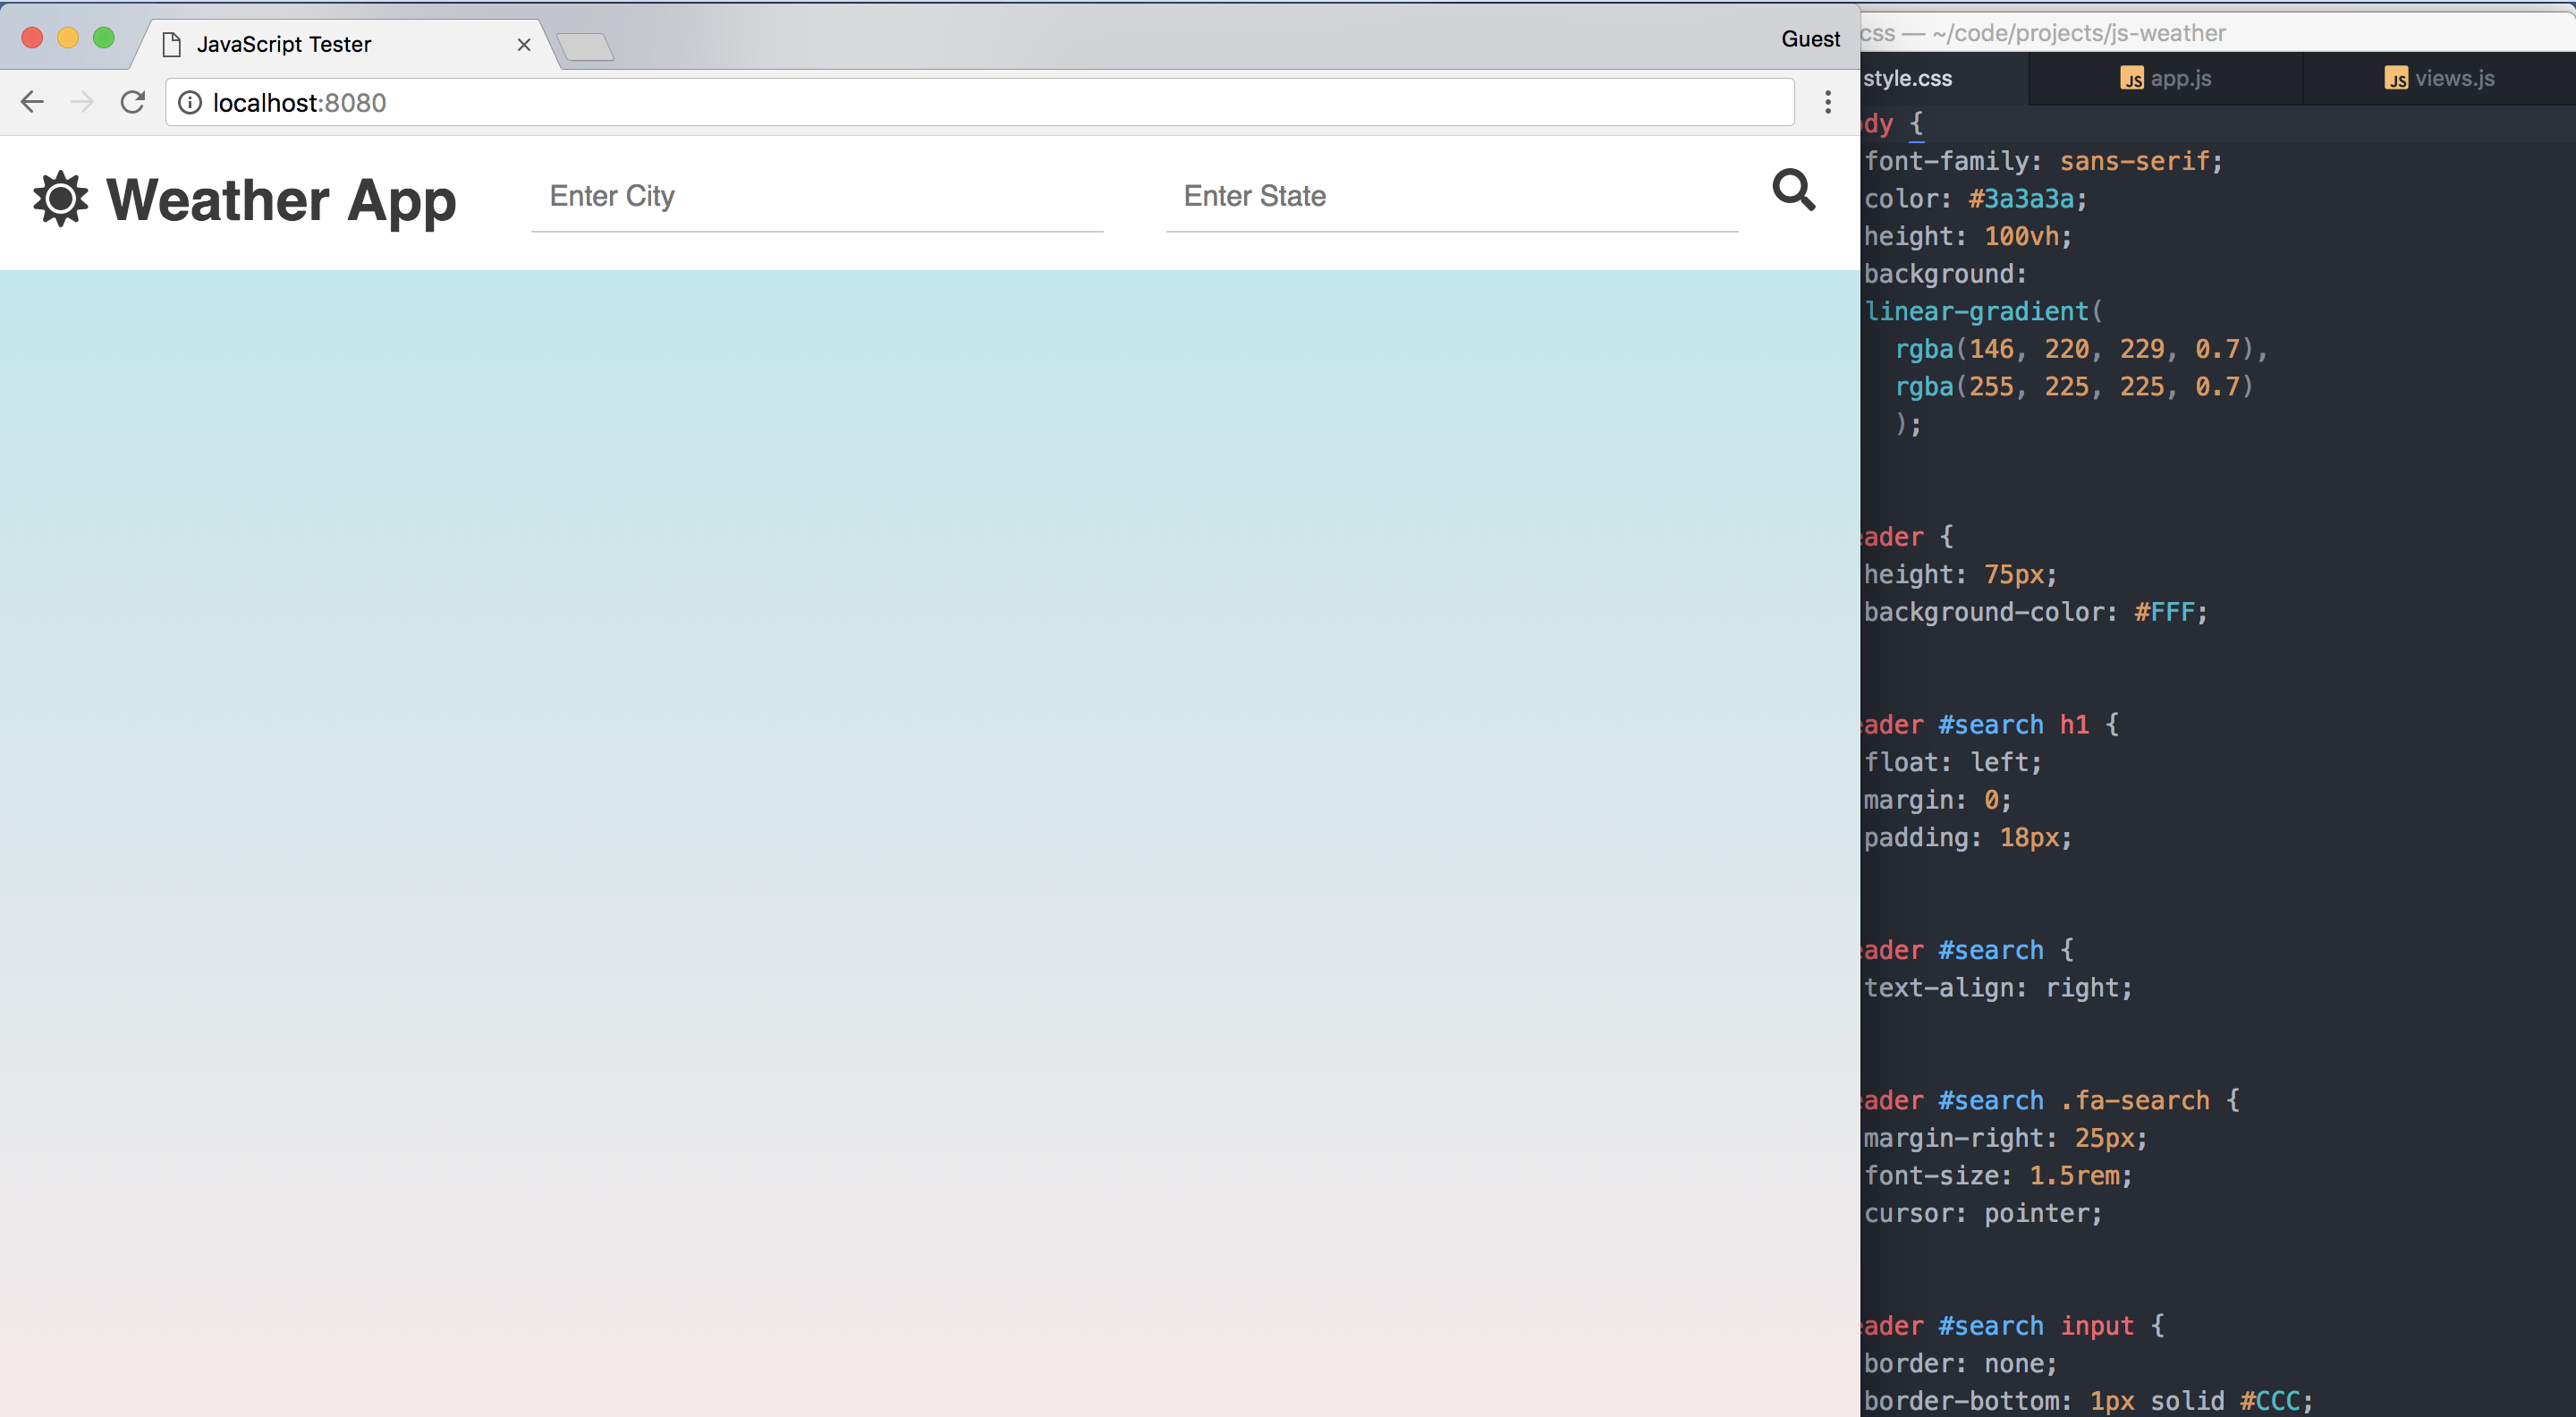 JavaScript Tester
Guest
localhost:8080
Weather App
Enter City
Enter State
css — ~/code/projects/js-weather
style.css
JS app.js
JS views.js
dy {
font-family: sans-serif;
color: #3a3a3a;
height: 100vh;
background:
linear-gradient(
rgba(146, 220, 229, 0.7),
rgba(255, 225, 225, 0.7)
);
ader {
height: 75px;
background-color: #FFF;
ader #search h1 {
float: left;
margin: 0;
padding: 18px;
ader #search {
text-align: right;
ader #search .fa-search {
margin-right: 25px;
font-size: 1.5rem;
cursor: pointer;
ader #search input {
border: none;
border-bottom: 1px solid #CCC;